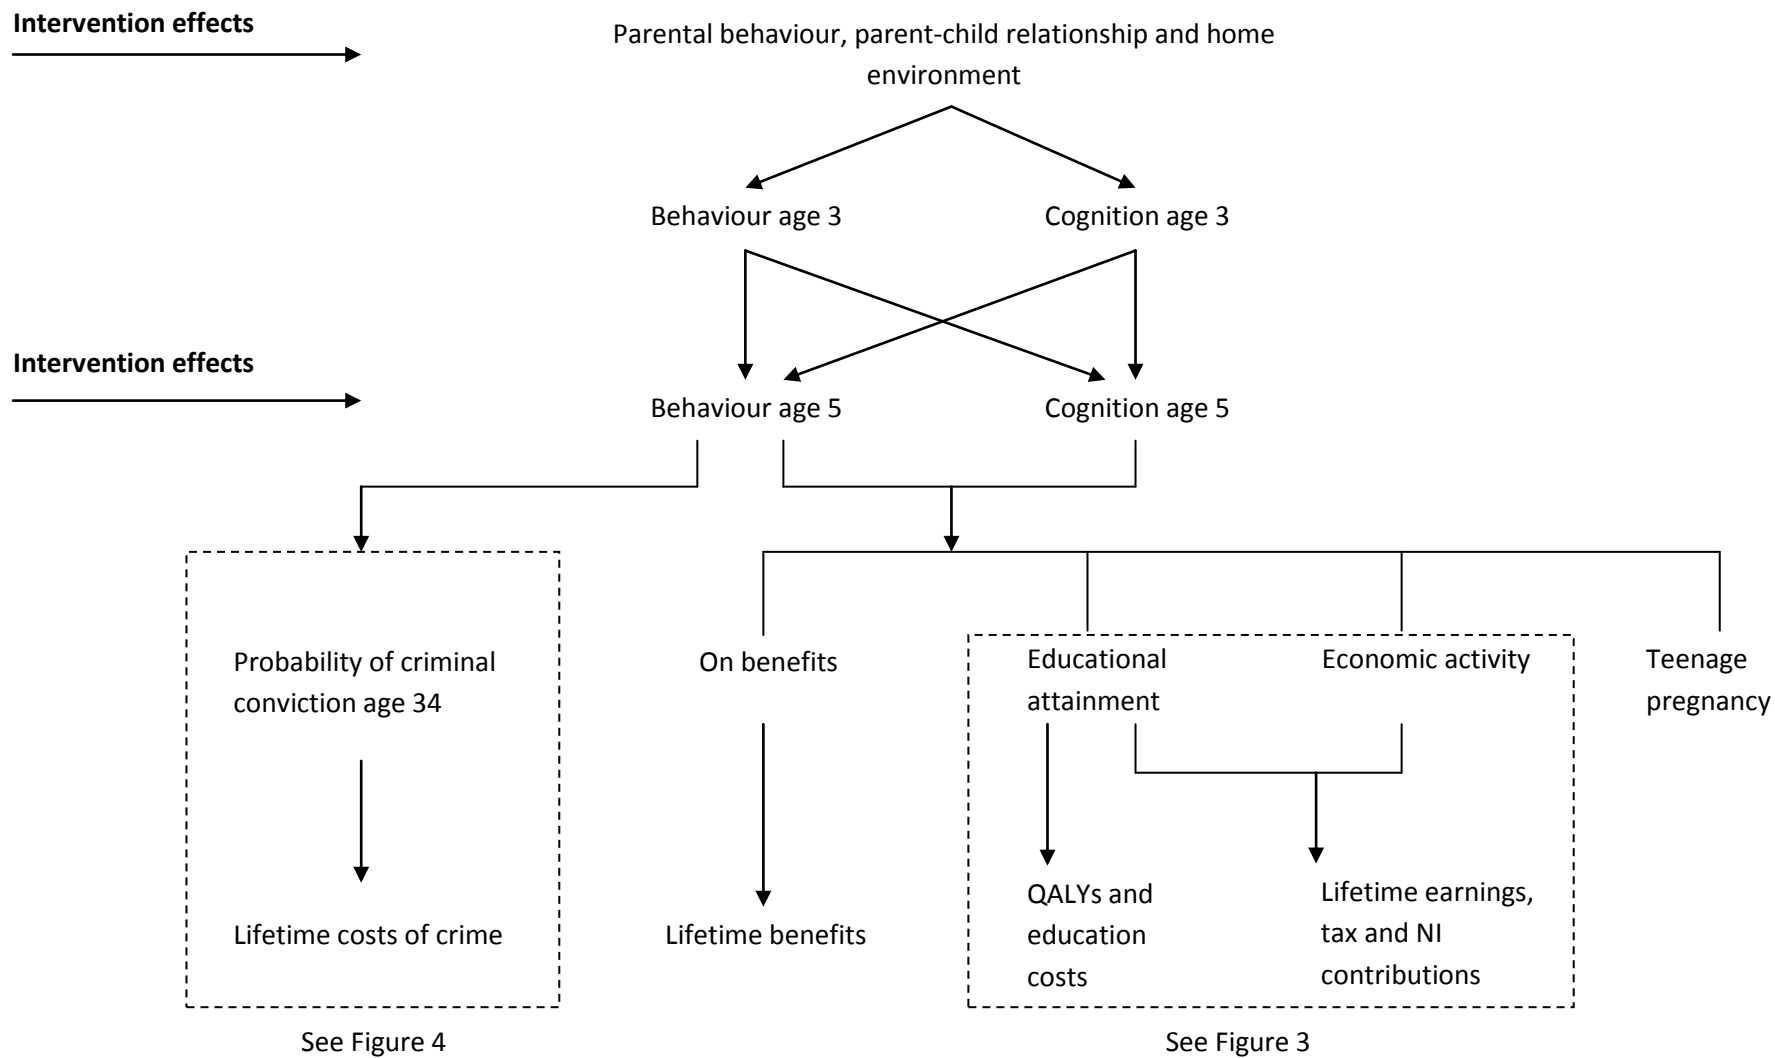 Intervention effects
Parental behaviour, parent-child relationship and home
environment
Behaviour age 3
Cognition age 3
Intervention effects
Behaviour age 5
Cognition age 5
Probability of criminal
conviction age 34
On benefits
Educational
attainment
Economic activity
Teenage
pregnancy
Lifetime costs of crime
Lifetime benefits
QALYs and
education
costs
Lifetime earnings,
tax and NI
contributions
See Figure 4
See Figure 3